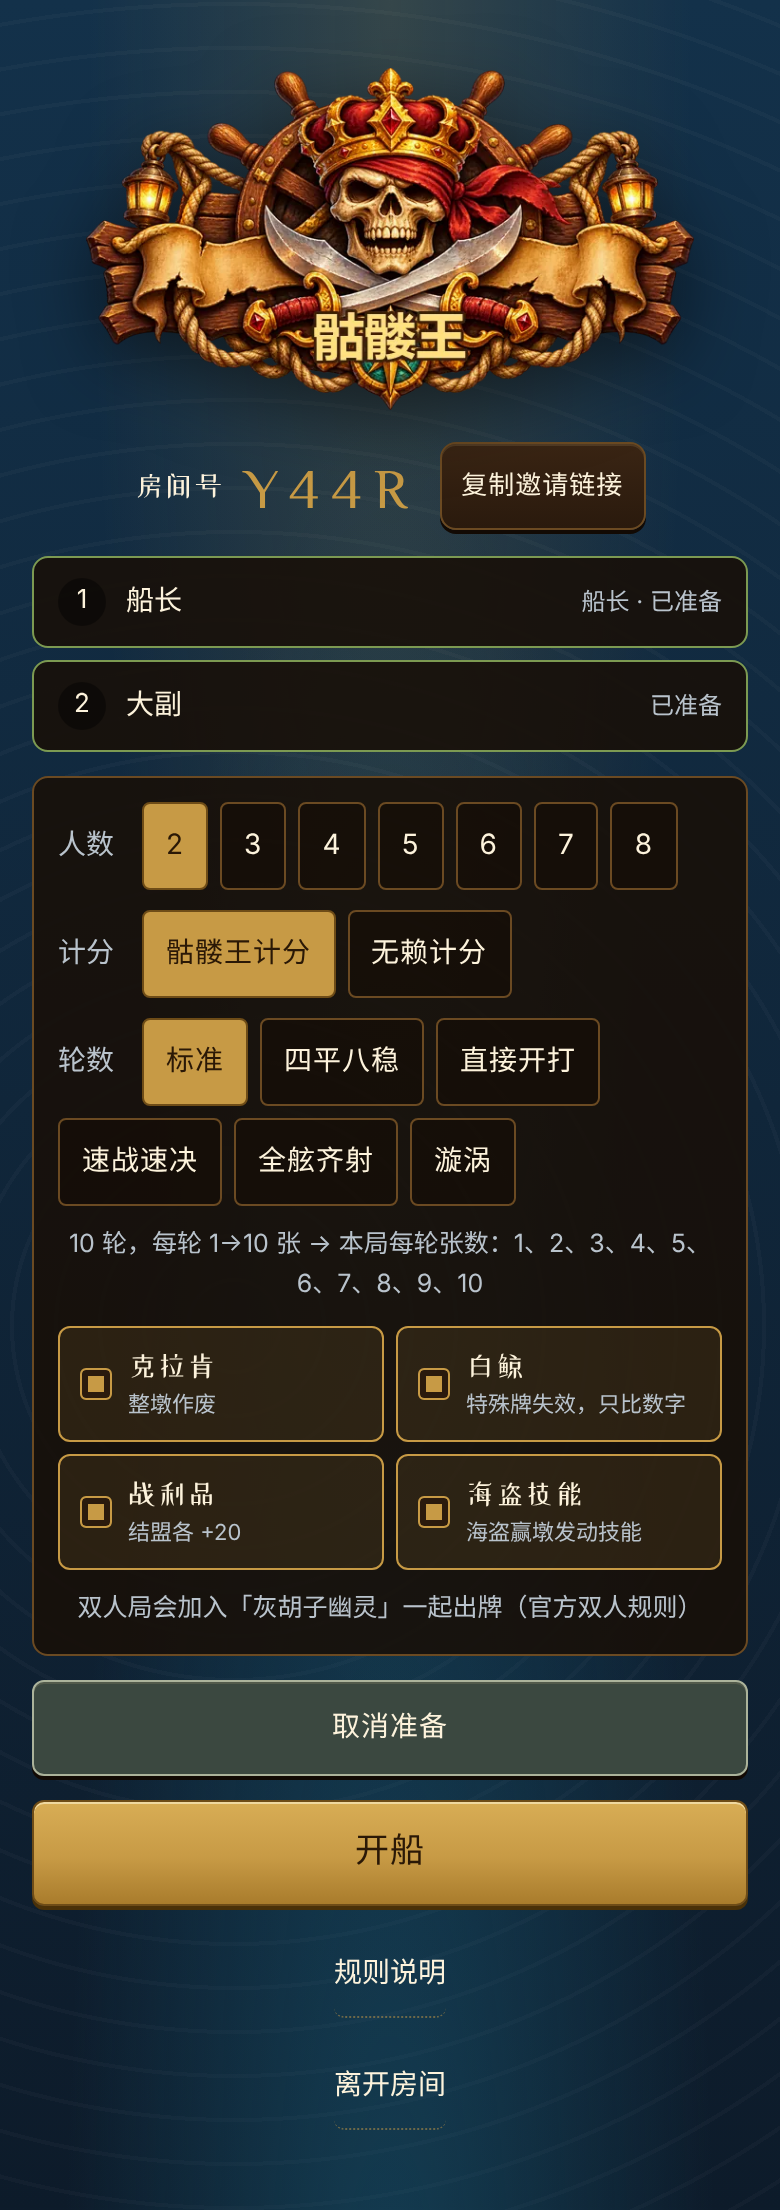 骷髅王
房间号 Y44R 复制邀请链接
1 船长 船长 · 已准备
2 大副 已准备
人数 2 3 4 5 6 7 8
计分 骷髅王计分 无赖计分
轮数 标准 四平八稳 直接开打
速战速决 全舷齐射 漩涡
10 轮，每轮 1→10 张 → 本局每轮张数：1、2、3、4、5、
6、7、8、9、10
克拉肯 白鲸
整墩作废 特殊牌失效，只比数字
战利品 海盗技能
结盟各 +20 海盗赢墩发动技能
双人局会加入「灰胡子幽灵」一起出牌（官方双人规则）
取消准备
开船
规则说明
离开房间